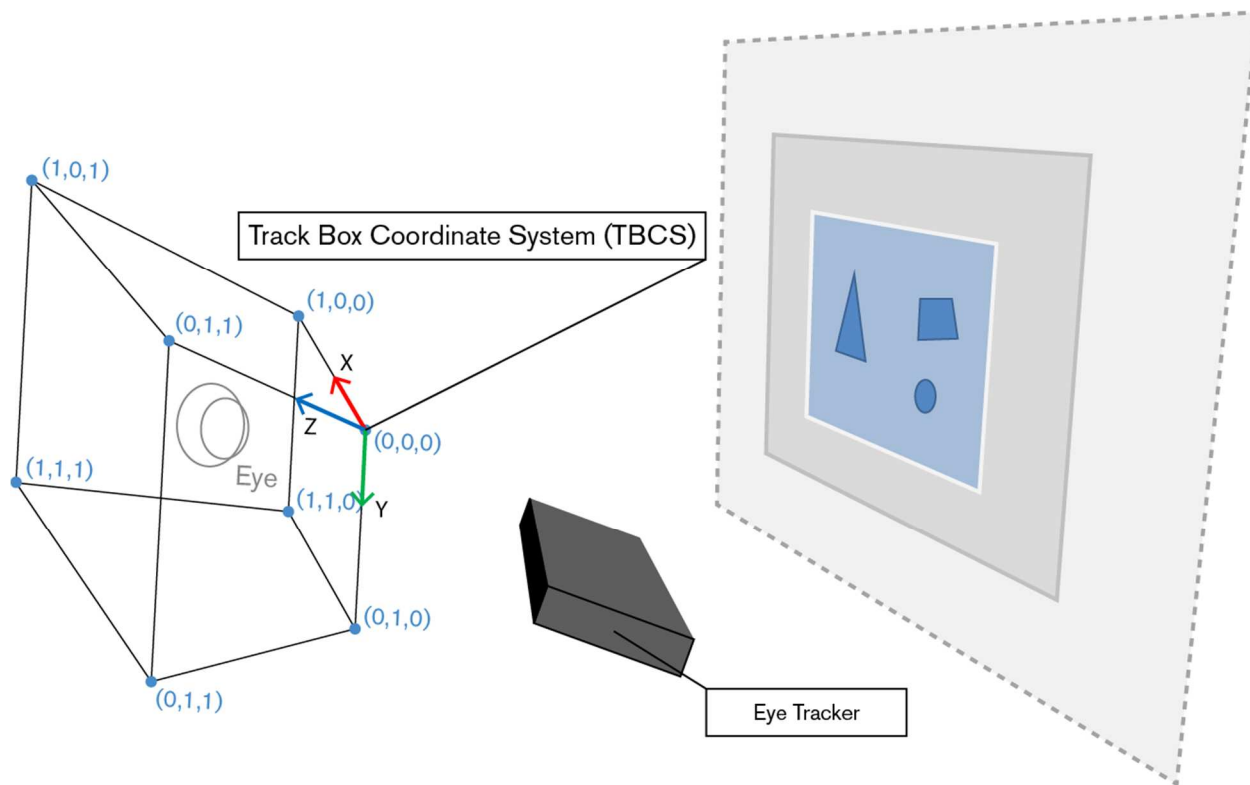 (1,0,1)
Track Box Coordinate System (TBCS)
(1,0,0)
(0,1,1)
X
Z
(0,0,0)
Eye
(1,1,1)
(1,1,0)
Y
(0,1,0)
(0,1,1)
Eye Tracker